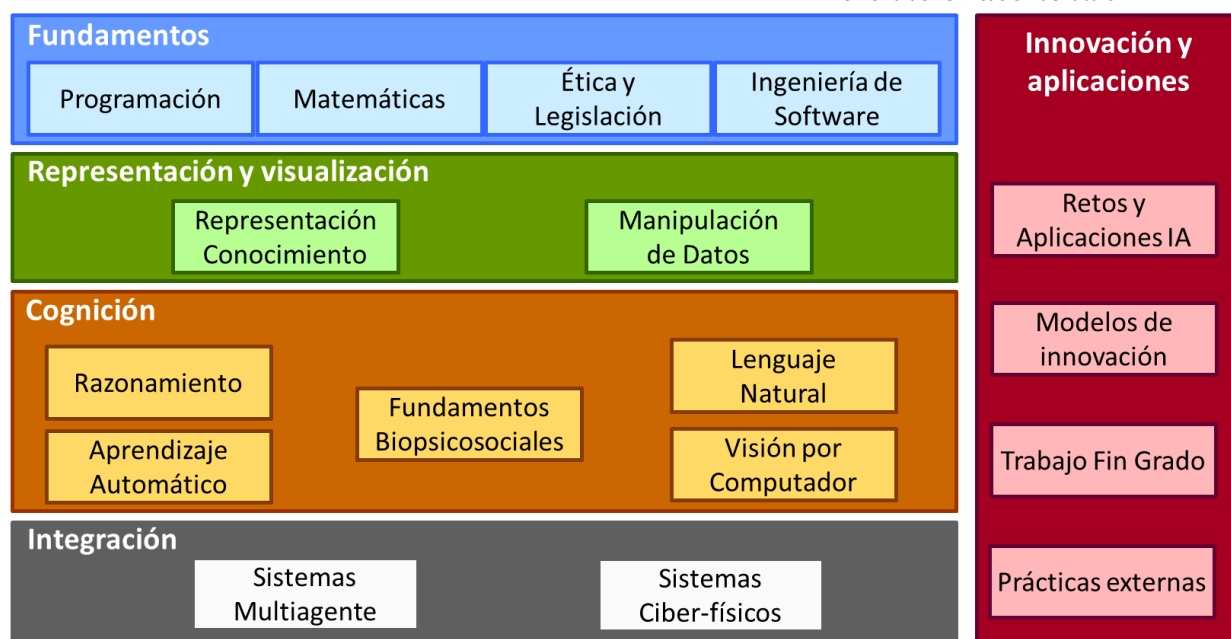 Fundamentos
Programación
Matemáticas
Ética y
Legislación
Ingeniería de
Software
Representación y visualización
Representación
Conocimiento
Manipulación
de Datos
Cognición
Razonamiento
Aprendizaje
Automático
Fundamentos
Biopsicosociales
Lenguaje
Natural
Visión por
Computador
Integración
Sistemas
Multiagente
Sistemas
Ciber-físicos
Innovación y
aplicaciones
Retos y
Aplicaciones IA
Modelos de
innovación
Trabajo Fin Grado
Prácticas externas